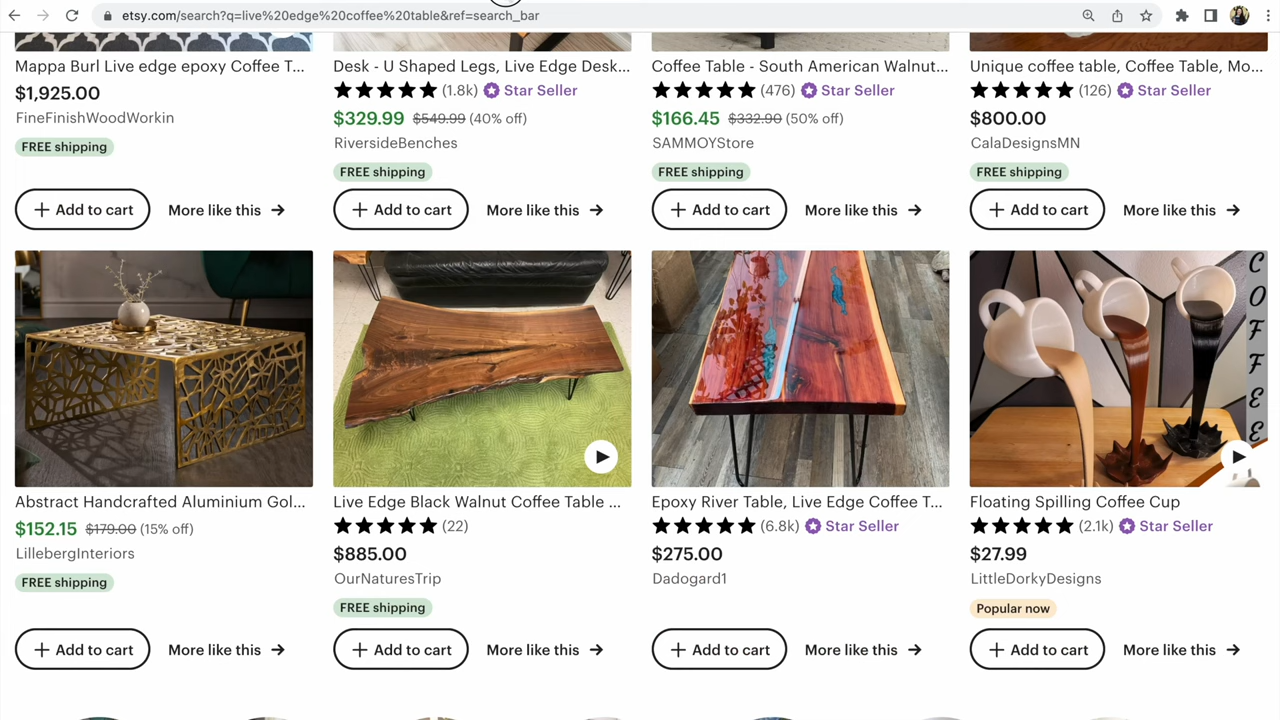 etsy.com/search?q=live%20edge%20coffee%20table&ref=search_bar
Mappa Burl Live edge epoxy Coffee T...
$1,925.00
FineFinishWoodWorkin
FREE shipping
+ Add to cart
More like this →
Desk - U Shaped Legs, Live Edge Desk...
★★★★★ (1.8k) Star Seller
$329.99 $549.99 (40% off)
RiversideBenches
FREE shipping
+ Add to cart
More like this →
Coffee Table - South American Walnut...
★★★★★ (476) Star Seller
$166.45 $332.90 (50% off)
SAMMOYStore
FREE shipping
+ Add to cart
More like this →
Unique coffee table, Coffee Table, Mo...
★★★★★ (126) Star Seller
$800.00
CalaDesignsMN
FREE shipping
+ Add to cart
More like this →
Abstract Handcrafted Aluminium Gol...
$152.15 $179.00 (15% off)
LillebergInteriors
FREE shipping
+ Add to cart
More like this →
Live Edge Black Walnut Coffee Table ...
★★★★★ (22)
$885.00
OurNaturesTrip
FREE shipping
+ Add to cart
More like this →
Epoxy River Table, Live Edge Coffee T...
★★★★★ (6.8k) Star Seller
$275.00
Dadogard1
+ Add to cart
More like this →
COFFEE
Floating Spilling Coffee Cup
★★★★★ (2.1k) Star Seller
$27.99
LittleDorkyDesigns
Popular now
+ Add to cart
More like this →